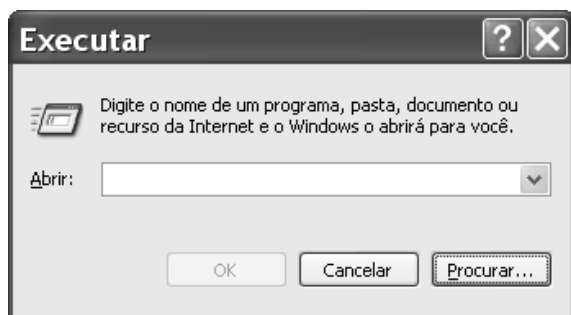 Executar
Digite o nome de um programa, pasta, documento ou
recurso da Internet e o Windows o abrirá para você.
Abrir:
OK
Cancelar
Procurar...